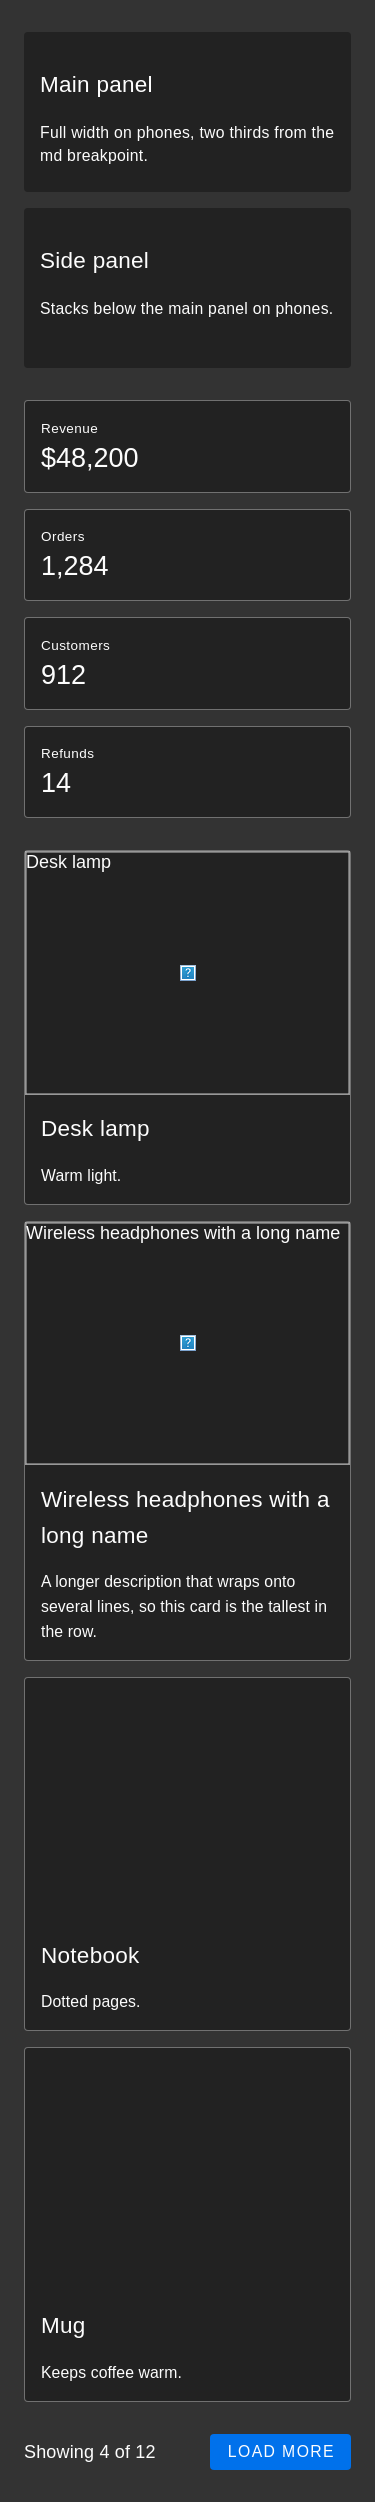 Main panel
Full width on phones, two thirds from the
md breakpoint.
Side panel
Stacks below the main panel on phones.
Revenue
$48,200
Orders
1,284
Customers
912
Refunds
14
Desk lamp
?
Desk lamp
Warm light.
Wireless headphones with a long name
?
Wireless headphones with a
long name
A longer description that wraps onto
several lines, so this card is the tallest in
the row.
Notebook
Dotted pages.
Mug
Keeps coffee warm.
Showing 4 of 12
LOAD MORE